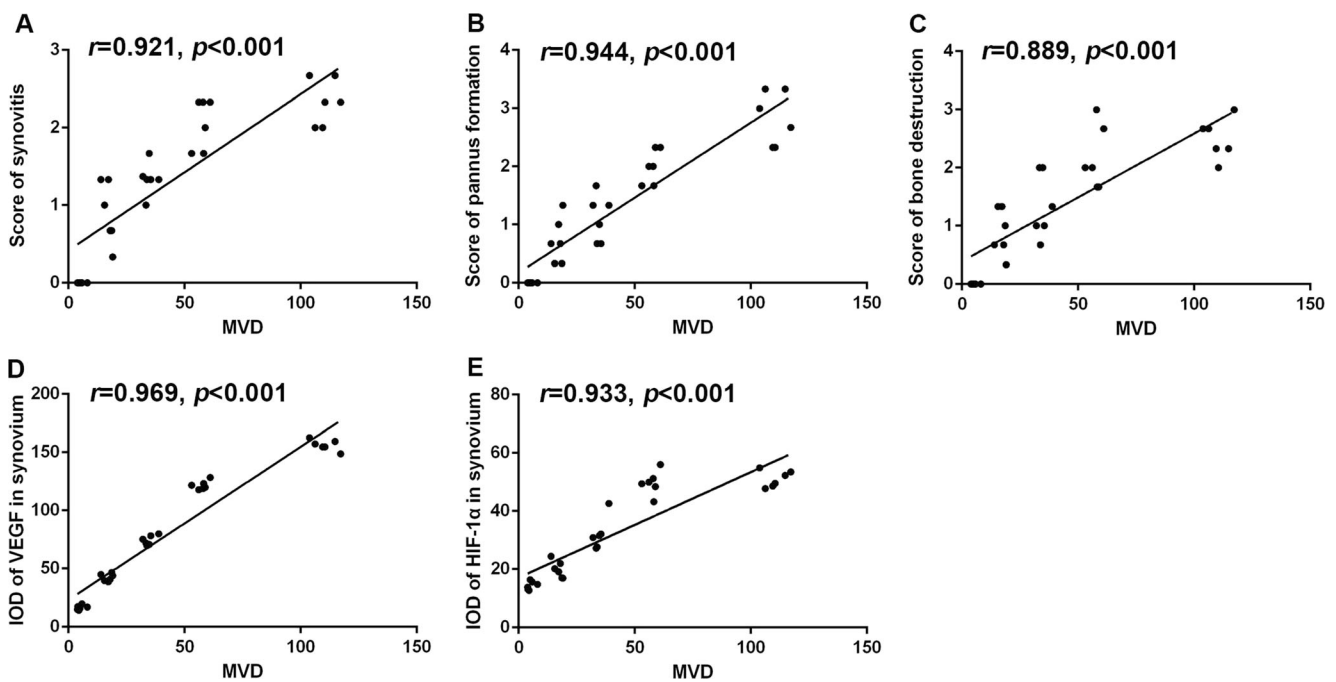 A
r=0.921, p<0.001
Score of synovitis
3
2
1
0
0 50 100 150
MVD
B
r=0.944, p<0.001
Score of pannus formation
4
3
2
1
0
0 50 100 150
MVD
C
r=0.889, p<0.001
Score of bone destruction
4
3
2
1
0
0 50 100 150
MVD
D
r=0.969, p<0.001
IOD of VEGF in synovium
200
150
100
50
0
0 50 100 150
MVD
E
r=0.933, p<0.001
IOD of HIF-1α in synovium
80
60
40
20
0
0 50 100 150
MVD